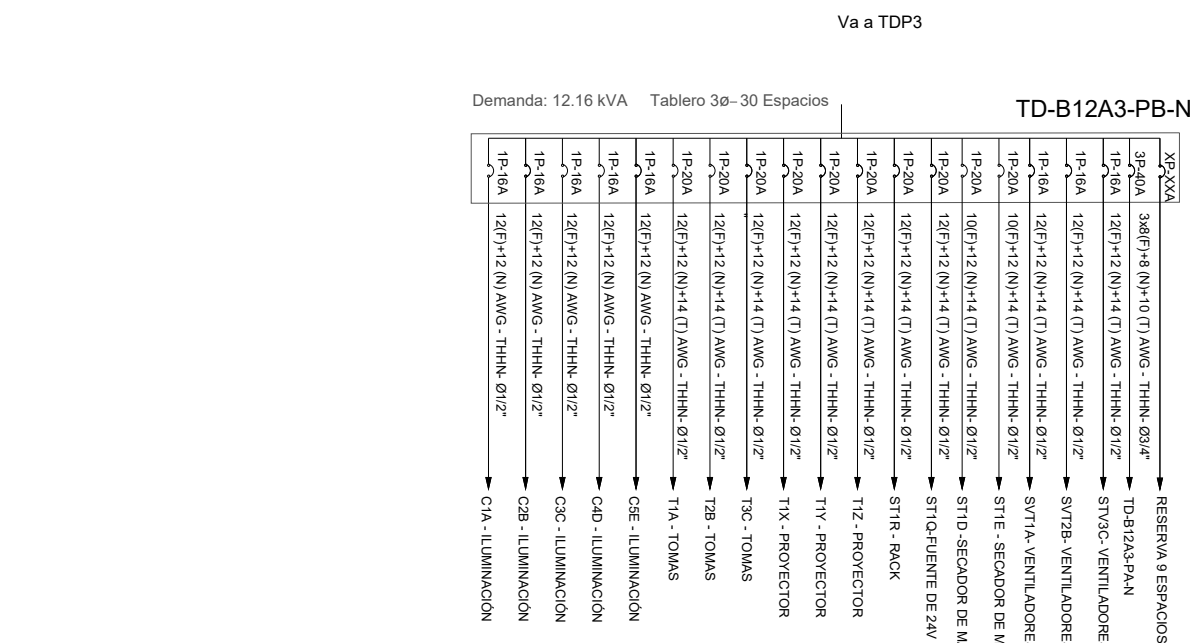 Va a TDP3
Demanda: 12.16 kVA Tablero 3ø– 30 Espacios
TD-B12A3-PB-N
1P-16A
1P-16A
1P-16A
1P-16A
1P-16A
1P-20A
1P-20A
1P-20A
1P-20A
1P-20A
1P-20A
1P-20A
1P-20A
1P-20A
1P-20A
1P-16A
1P-16A
1P-16A
3P-40A
XP-XXA
12(F)+12 (N) AWG - THHN- Ø1/2"
12(F)+12 (N) AWG - THHN- Ø1/2"
12(F)+12 (N) AWG - THHN- Ø1/2"
12(F)+12 (N) AWG - THHN- Ø1/2"
12(F)+12 (N) AWG - THHN- Ø1/2"
12(F)+12 (N)+14 (T) AWG - THHN- Ø1/2"
12(F)+12 (N)+14 (T) AWG - THHN- Ø1/2"
12(F)+12 (N)+14 (T) AWG - THHN- Ø1/2"
12(F)+12 (N)+14 (T) AWG - THHN- Ø1/2"
12(F)+12 (N)+14 (T) AWG - THHN- Ø1/2"
12(F)+12 (N)+14 (T) AWG - THHN- Ø1/2"
12(F)+12 (N)+14 (T) AWG - THHN- Ø1/2"
12(F)+12 (N)+14 (T) AWG - THHN- Ø1/2"
10(F)+12 (N)+14 (T) AWG - THHN- Ø1/2"
10(F)+12 (N)+14 (T) AWG - THHN- Ø1/2"
12(F)+12 (N)+14 (T) AWG - THHN- Ø1/2"
12(F)+12 (N)+14 (T) AWG - THHN- Ø1/2"
12(F)+12 (N)+14 (T) AWG - THHN- Ø1/2"
3x8(F)+8 (N)+10 (T) AWG - THHN- Ø3/4"
C1A - ILUMINACIÓN
C2B - ILUMINACIÓN
C3C - ILUMINACIÓN
C4D - ILUMINACIÓN
C5E - ILUMINACIÓN
T1A - TOMAS
T2B - TOMAS
T3C - TOMAS
T1X - PROYECTOR
T1Y - PROYECTOR
T1Z - PROYECTOR
ST1R - RACK
ST1Q-FUENTE DE 24V
ST1D -SECADOR DE M
ST1E - SECADOR DE M
SVT1A- VENTILADORE
SVT2B- VENTILADORE
STV3C- VENTILADORE
TD-B12A3-PA-N
RESERVA 9 ESPACIOS